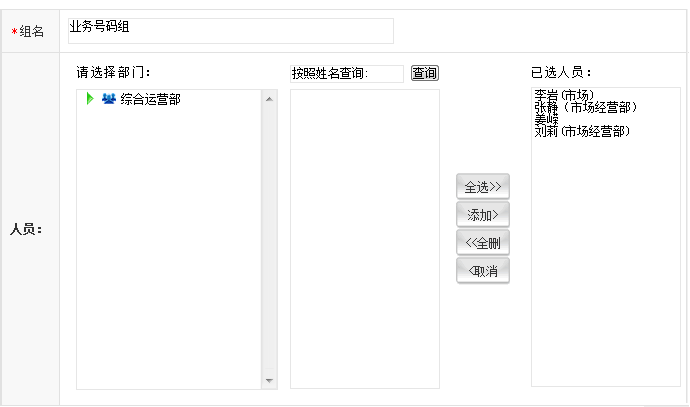 *组名
业务号码组
请选择部门：
按照姓名查询:
查询
已选人员：
综合运营部
李岩(市场)
张静（市场经营部）
姜嵘
刘莉(市场经营部)
人员：
全选>>
添加>
<<全删
<取消